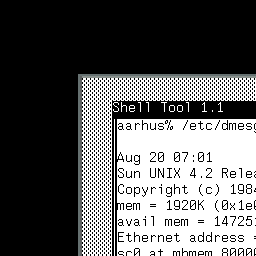 Shell Tool 1.1
aarhus% /etc/dmesg
Aug 20 07:01
Sun UNIX 4.2 Relea
Copyright (c) 1984
mem = 1920K (0x1e0
avail mem = 147251
Ethernet address =
sc0 at mbmem 80000